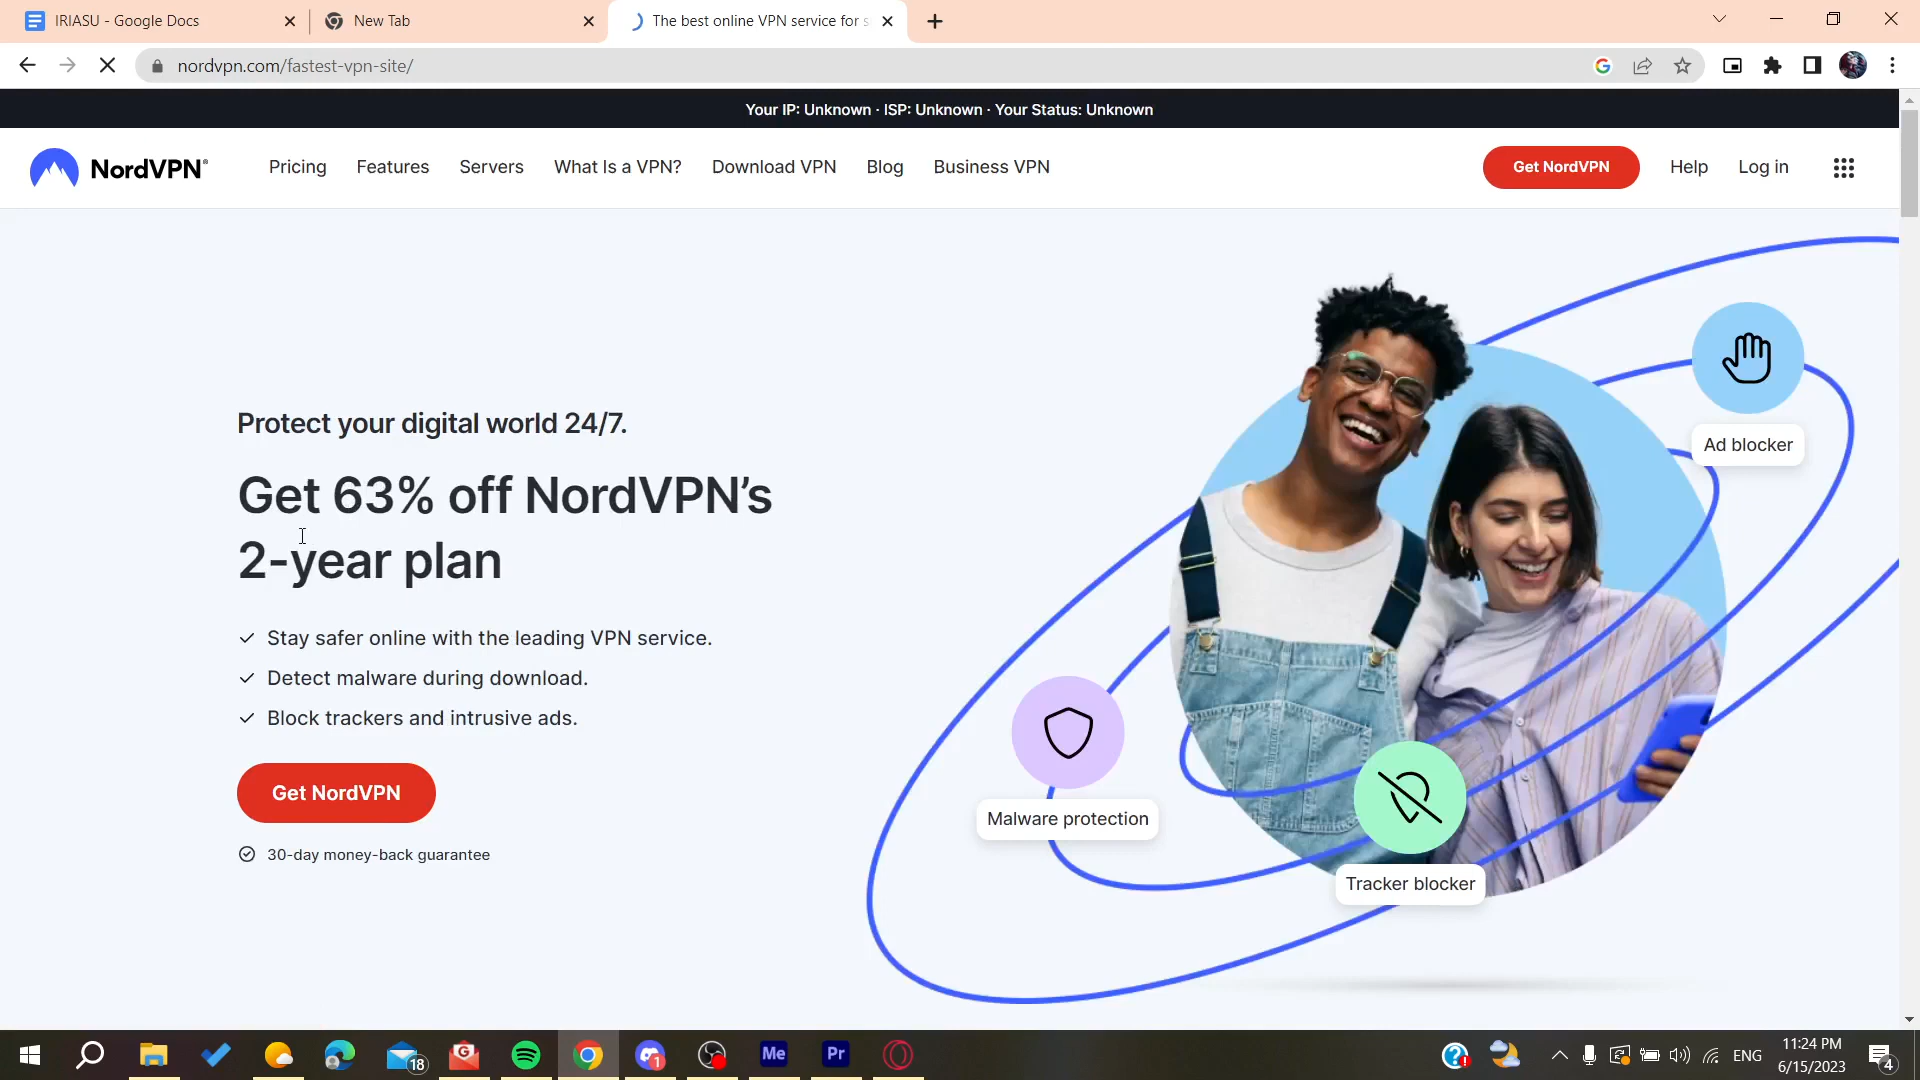 IRIASU - Google Docs
New Tab
The best online VPN service for s
nordvpn.com/fastest-vpn-site/
Your IP: Unknown · ISP: Unknown · Your Status: Unknown
NordVPN®
Pricing
Features
Servers
What Is a VPN?
Download VPN
Blog
Business VPN
Get NordVPN
Help
Log in
Protect your digital world 24/7.
Get 63% off NordVPN’s
2-year plan
Stay safer online with the leading VPN service.
Detect malware during download.
Block trackers and intrusive ads.
Get NordVPN
30-day money-back guarantee
Ad blocker
Malware protection
Tracker blocker
18
G
1
Me
Pr
ENG
11:24 PM
6/15/2023
4